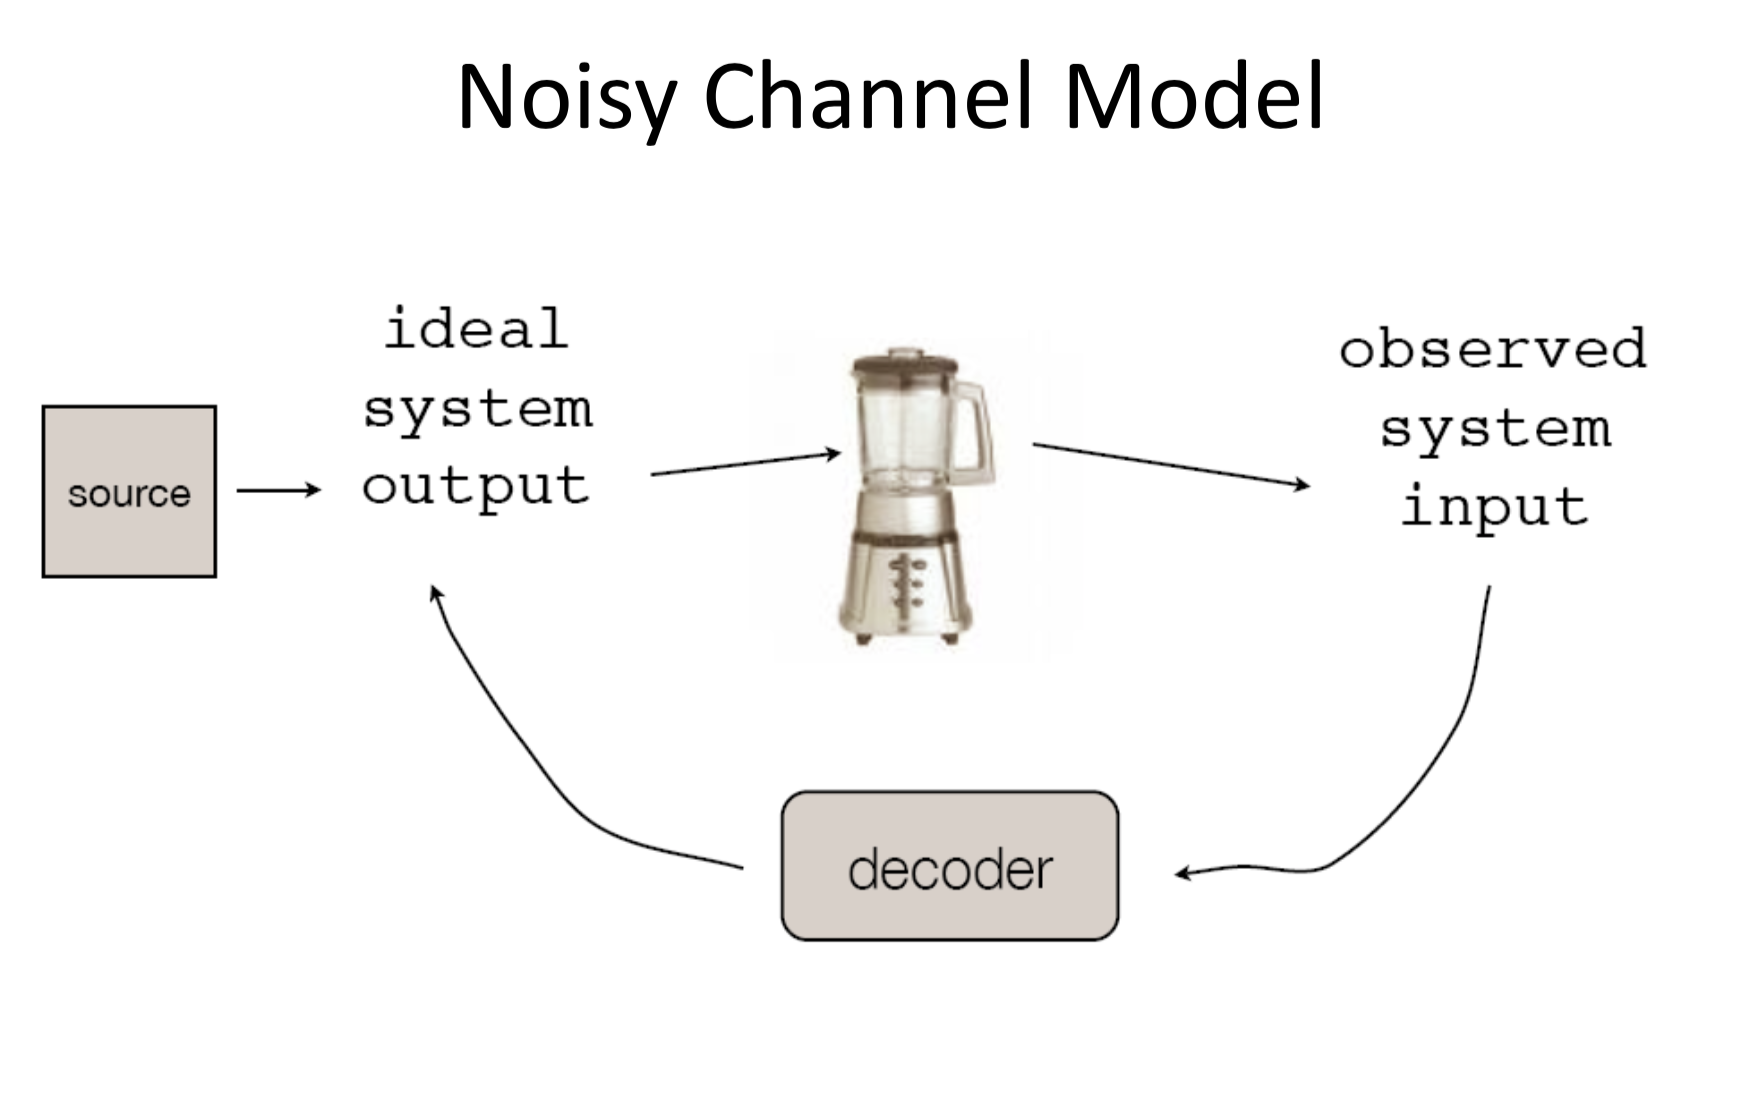 Noisy Channel Model
source
ideal
system
output
observed
system
input
decoder